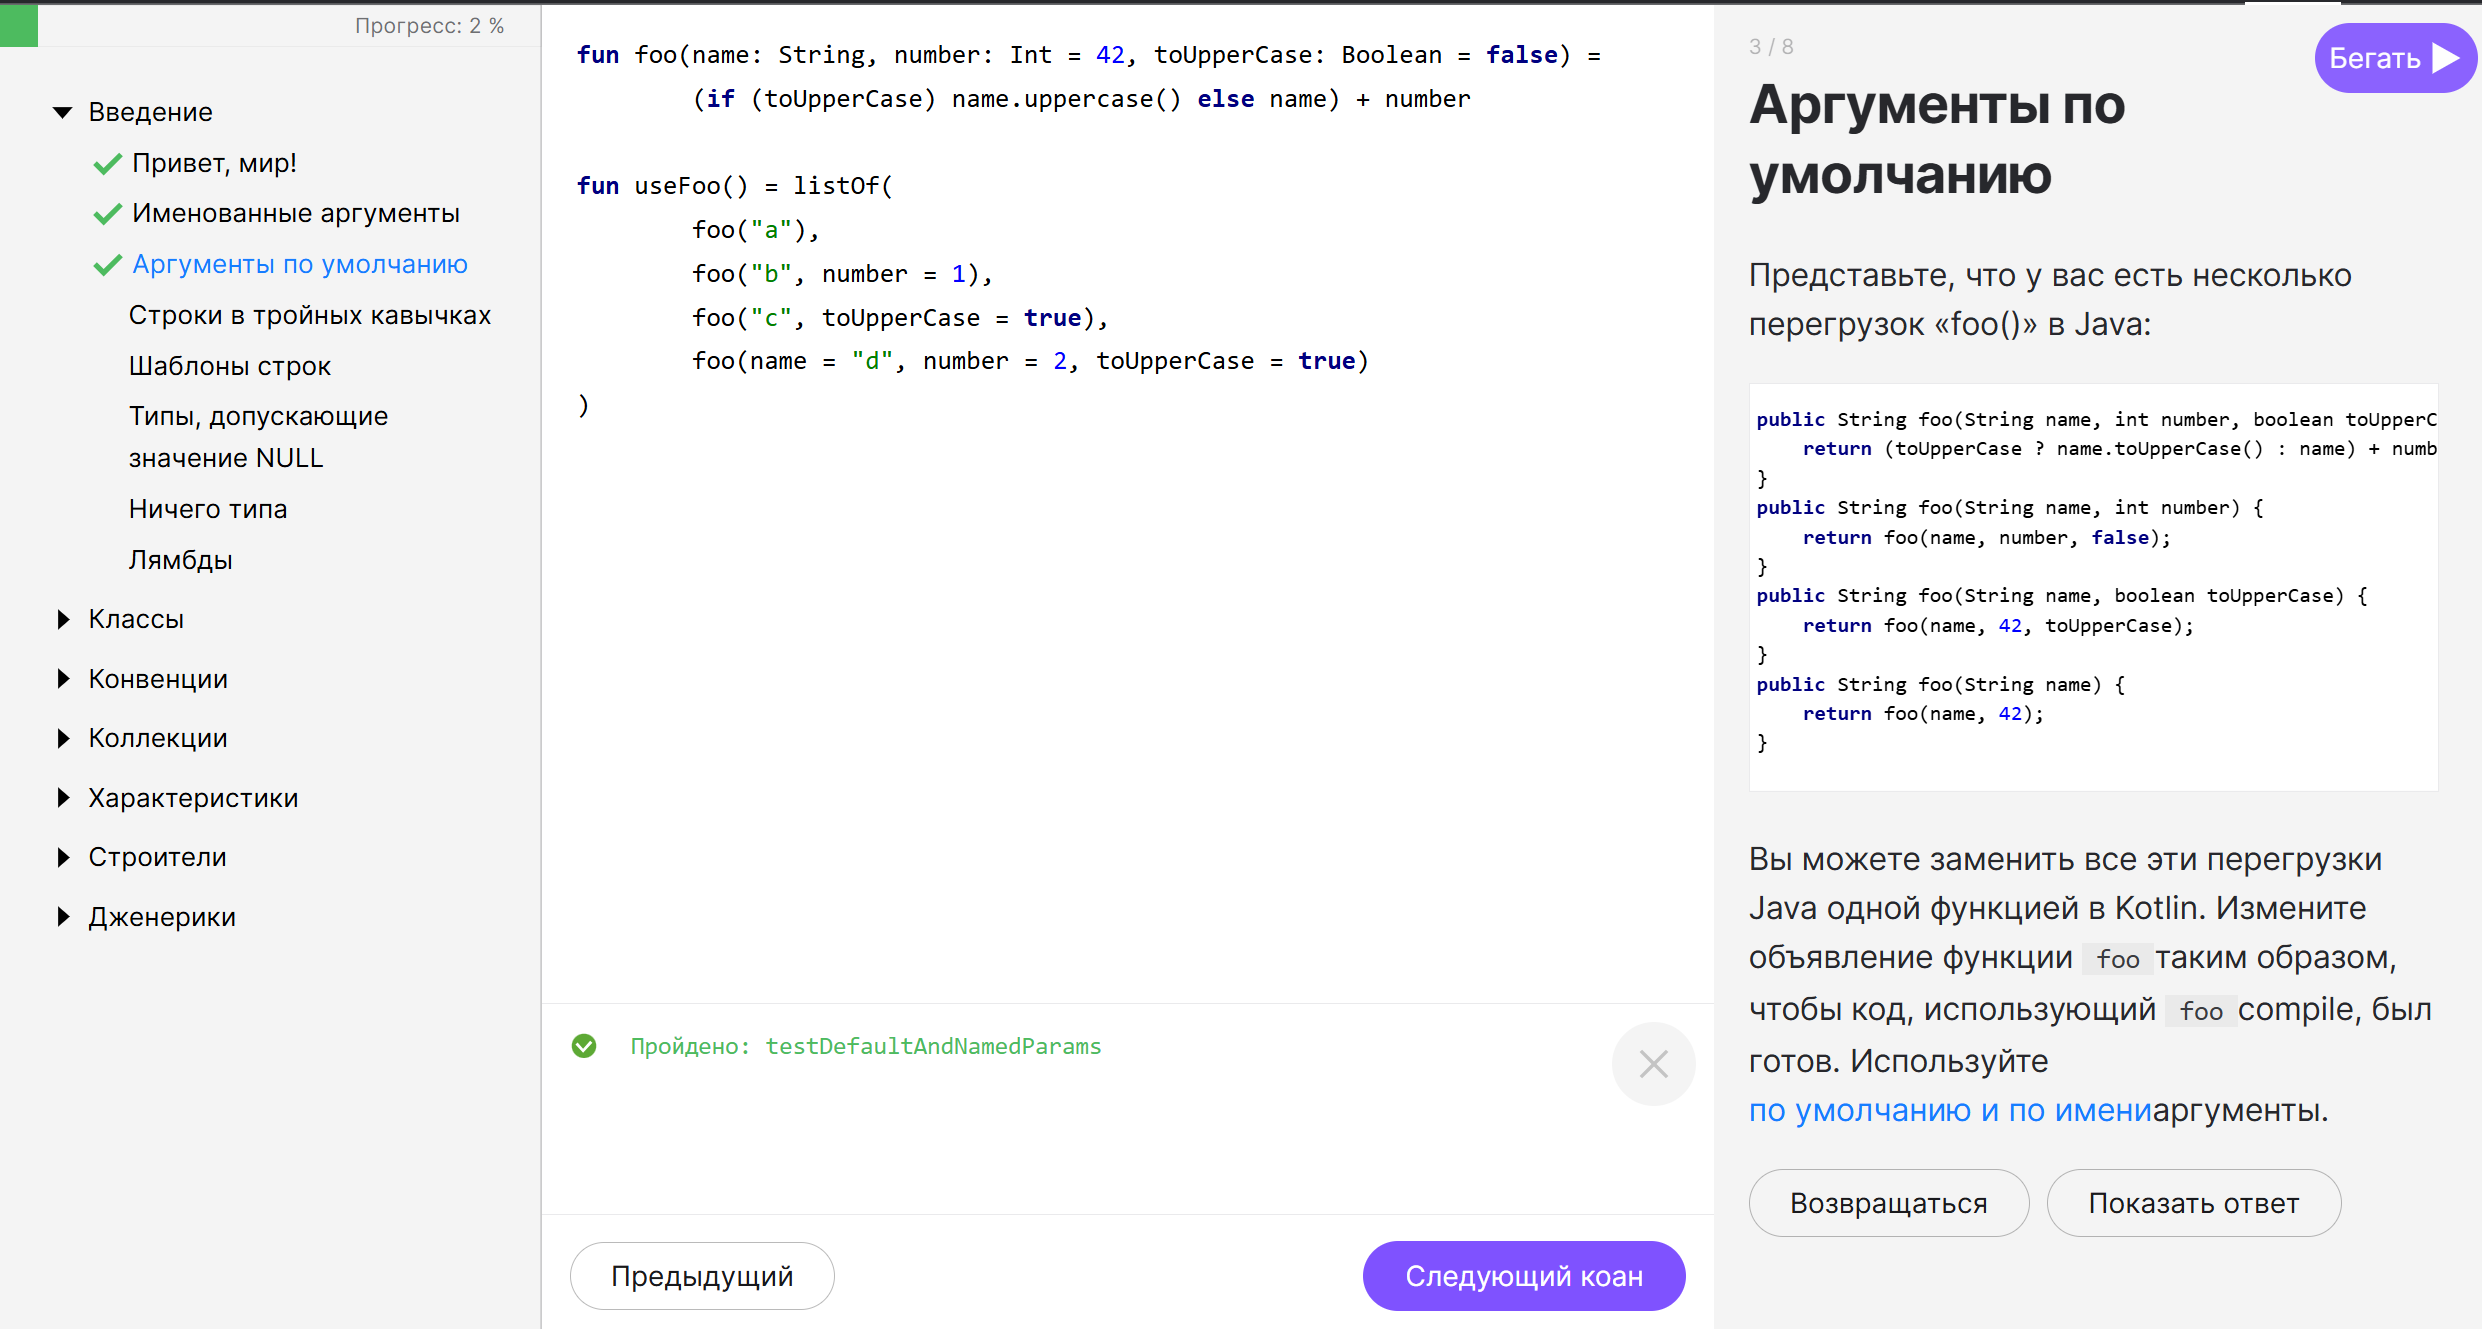 Прогресс: 2 %
Введение
Привет, мир!
Именованные аргументы
Аргументы по умолчанию
Строки в тройных кавычках
Шаблоны строк
Типы, допускающие
значение NULL
Ничего типа
Лямбды
Классы
Конвенции
Коллекции
Характеристики
Строители
Дженерики
fun foo(name: String, number: Int = 42, toUpperCase: Boolean = false) =
        (if (toUpperCase) name.uppercase() else name) + number
fun useFoo() = listOf(
        foo("a"),
        foo("b", number = 1),
        foo("c", toUpperCase = true),
        foo(name = "d", number = 2, toUpperCase = true)
)
Пройдено: testDefaultAndNamedParams
Предыдущий
Следующий коан
3 / 8
Бегать
Аргументы по
умолчанию
Представьте, что у вас есть несколько
перегрузок «foo()» в Java:
public String foo(String name, int number, boolean toUpperC
    return (toUpperCase ? name.toUpperCase() : name) + numb
}
public String foo(String name, int number) {
    return foo(name, number, false);
}
public String foo(String name, boolean toUpperCase) {
    return foo(name, 42, toUpperCase);
}
public String foo(String name) {
    return foo(name, 42);
}
Вы можете заменить все эти перегрузки
Java одной функцией в Kotlin. Измените
объявление функции foo таким образом,
чтобы код, использующий foo compile, был
готов. Используйте
по умолчанию и по имениаргументы.
Возвращаться
Показать ответ